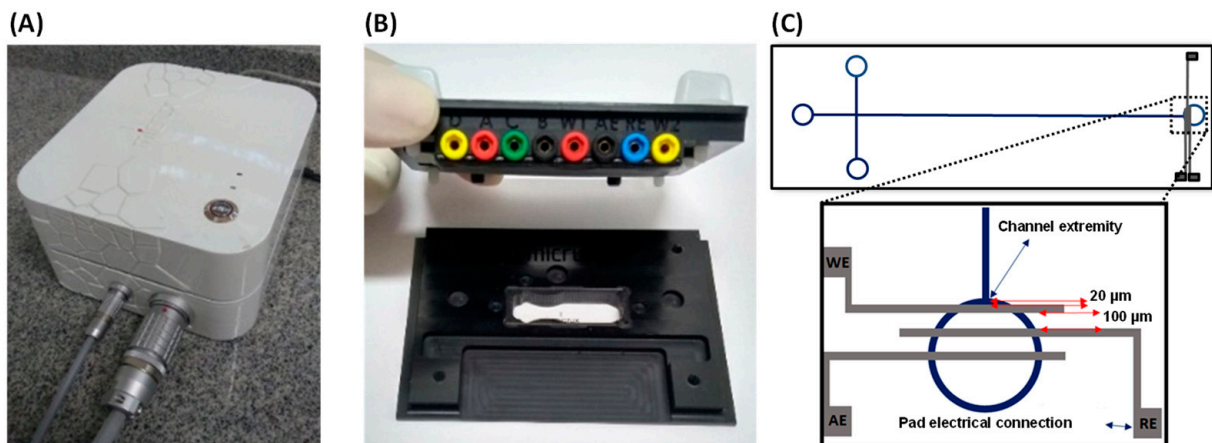 (A)
(B)
(C)
D A C B W1 AE RE W2
Channel extremity
WE
20 µm
100 µm
Pad electrical connection
AE
RE